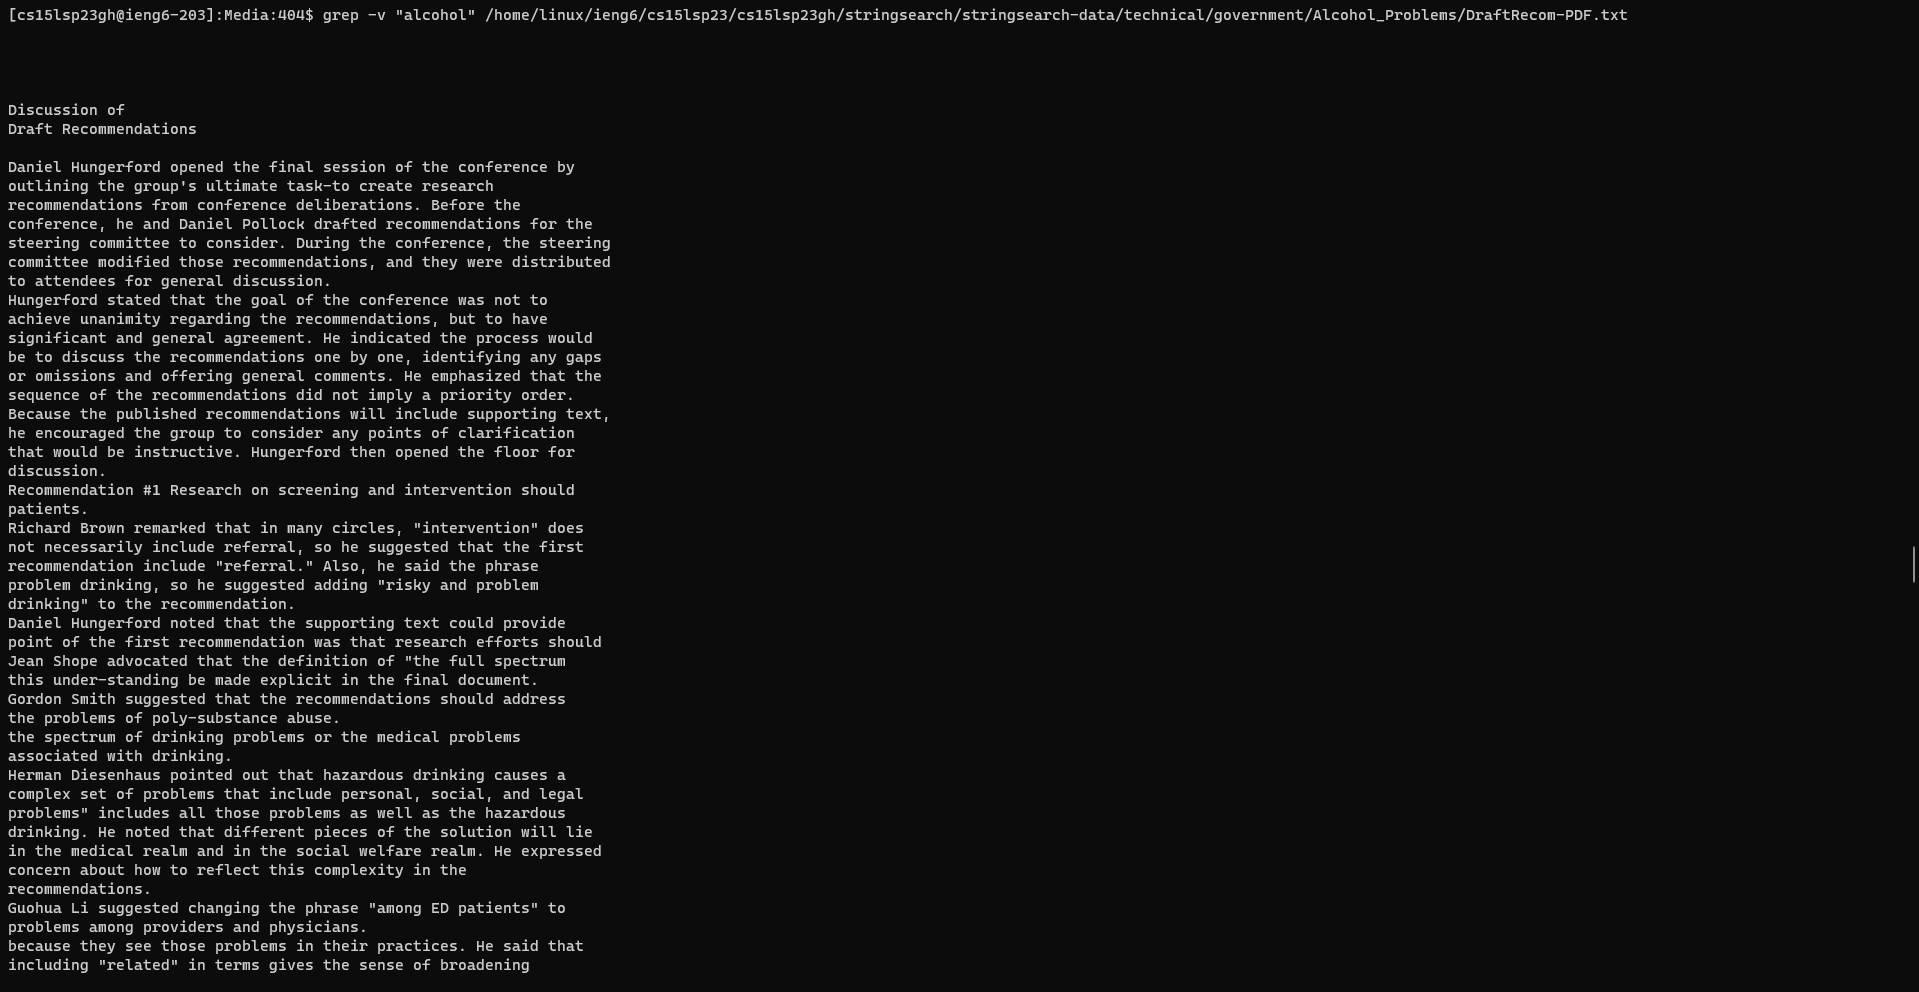 [cs15lsp23gh@ieng6-203]:Media:404$ grep -v "alcohol" /home/linux/ieng6/cs15lsp23/cs15lsp23gh/stringsearch/stringsearch-data/technical/government/Alcohol_Problems/DraftRecom-PDF.txt
Discussion of
Draft Recommendations
Daniel Hungerford opened the final session of the conference by
outlining the group's ultimate task-to create research
recommendations from conference deliberations. Before the
conference, he and Daniel Pollock drafted recommendations for the
steering committee to consider. During the conference, the steering
committee modified those recommendations, and they were distributed
to attendees for general discussion.
Hungerford stated that the goal of the conference was not to
achieve unanimity regarding the recommendations, but to have
significant and general agreement. He indicated the process would
be to discuss the recommendations one by one, identifying any gaps
or omissions and offering general comments. He emphasized that the
sequence of the recommendations did not imply a priority order.
Because the published recommendations will include supporting text,
he encouraged the group to consider any points of clarification
that would be instructive. Hungerford then opened the floor for
discussion.
Recommendation #1 Research on screening and intervention should
patients.
Richard Brown remarked that in many circles, "intervention" does
not necessarily include referral, so he suggested that the first
recommendation include "referral." Also, he said the phrase
problem drinking, so he suggested adding "risky and problem
drinking" to the recommendation.
Daniel Hungerford noted that the supporting text could provide
point of the first recommendation was that research efforts should
Jean Shope advocated that the definition of "the full spectrum
this under-standing be made explicit in the final document.
Gordon Smith suggested that the recommendations should address
the problems of poly-substance abuse.
the spectrum of drinking problems or the medical problems
associated with drinking.
Herman Diesenhaus pointed out that hazardous drinking causes a
complex set of problems that include personal, social, and legal
problems" includes all those problems as well as the hazardous
drinking. He noted that different pieces of the solution will lie
in the medical realm and in the social welfare realm. He expressed
concern about how to reflect this complexity in the
recommendations.
Guohua Li suggested changing the phrase "among ED patients" to
problems among providers and physicians.
because they see those problems in their practices. He said that
including "related" in terms gives the sense of broadening